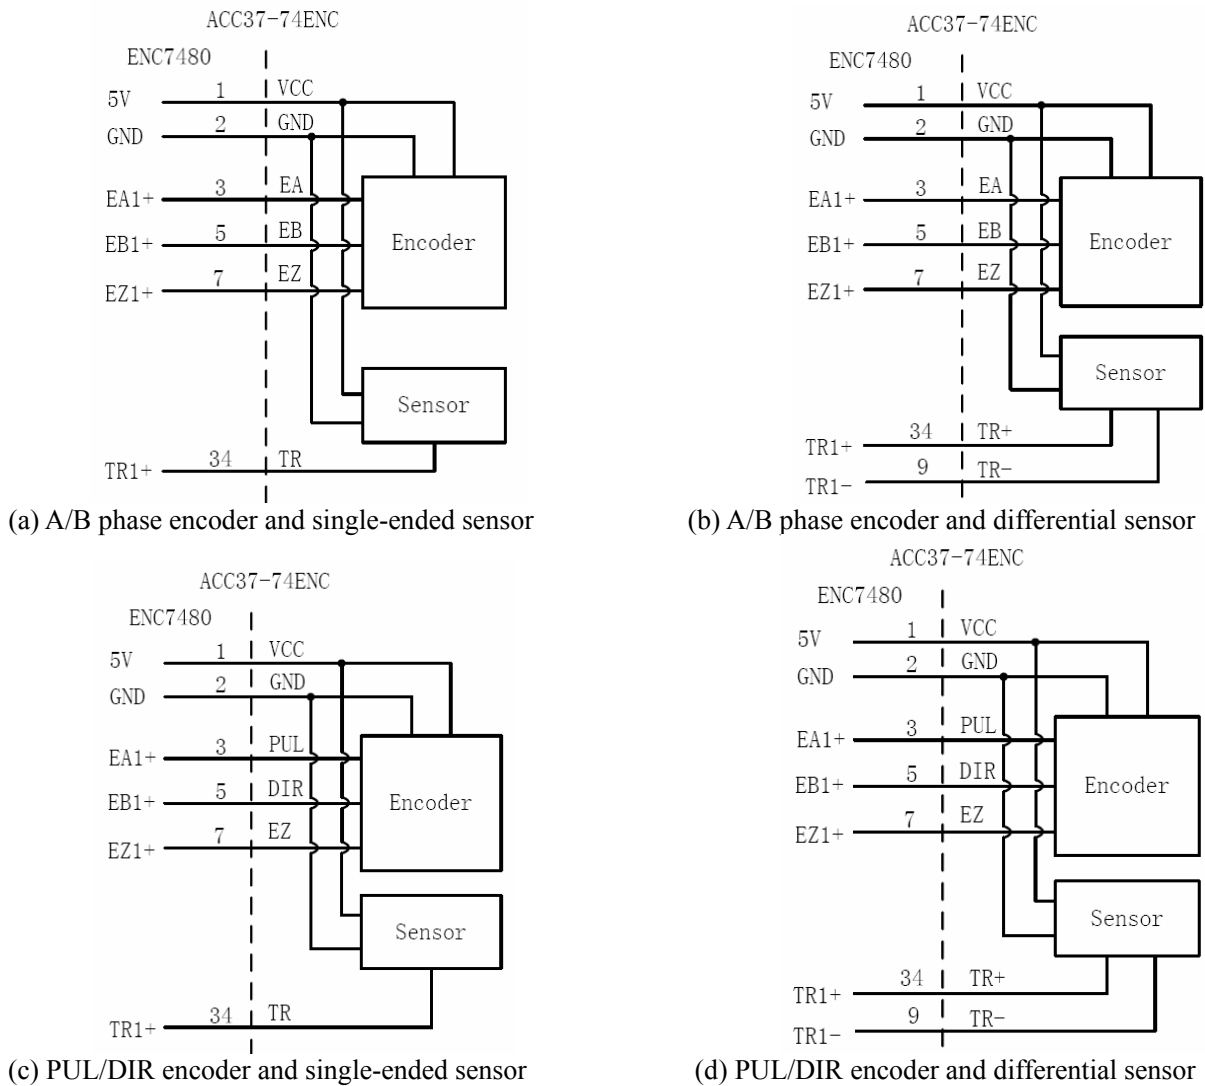 ACC37-74ENC
ENC7480
5V 1 VCC
GND 2 GND
EA1+ 3 EA
EB1+ 5 EB
EZ1+ 7 EZ
Encoder
Sensor
TR1+ 34 TR
(a) A/B phase encoder and single-ended sensor
ACC37-74ENC
ENC7480
5V 1 VCC
GND 2 GND
EA1+ 3 EA
EB1+ 5 EB
EZ1+ 7 EZ
Encoder
Sensor
TR1+ 34 TR+
TR1- 9 TR-
(b) A/B phase encoder and differential sensor
ACC37-74ENC
ENC7480
5V 1 VCC
GND 2 GND
EA1+ 3 PUL
EB1+ 5 DIR
EZ1+ 7 EZ
Encoder
Sensor
TR1+ 34 TR
(c) PUL/DIR encoder and single-ended sensor
ACC37-74ENC
ENC7480
5V 1 VCC
GND 2 GND
EA1+ 3 PUL
EB1+ 5 DIR
EZ1+ 7 EZ
Encoder
Sensor
TR1+ 34 TR+
TR1- 9 TR-
(d) PUL/DIR encoder and differential sensor